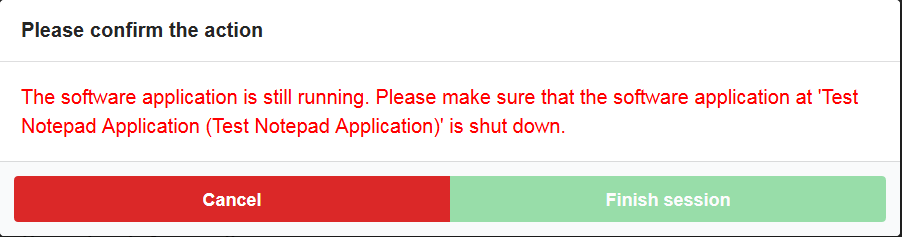 Please confirm the action
The software application is still running. Please make sure that the software application at 'Test
Notepad Application (Test Notepad Application)' is shut down.
Cancel
Finish session